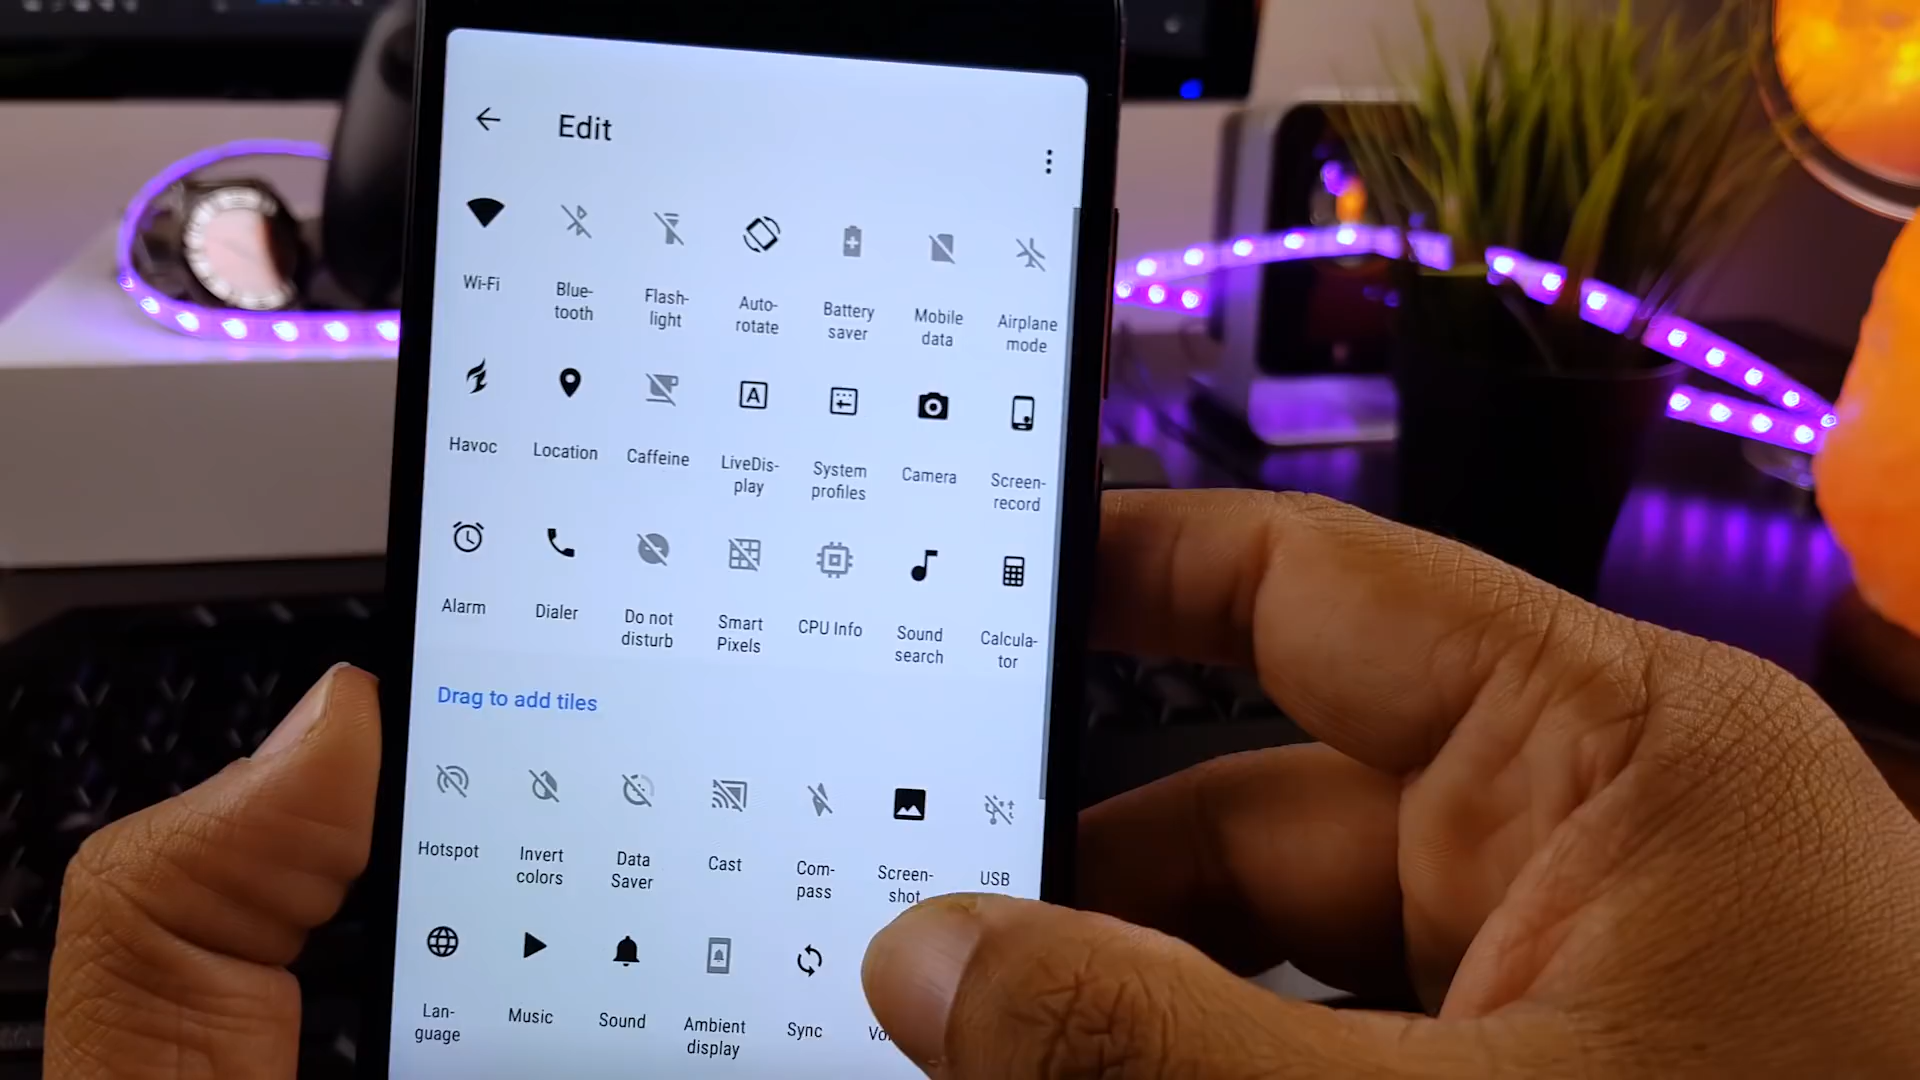 Edit
Wi-Fi
Blue-
tooth
Flash-
light
Auto-
rotate
Battery
saver
Mobile
data
Airplane
mode
Havoc
Location
Caffeine
LiveDis-
play
System
profiles
Camera
Screen-
record
Alarm
Dialer
Do not
disturb
Smart
Pixels
CPU Info
Sound
search
Calcula-
tor
Drag to add tiles
Hotspot
Invert
colors
Data
Saver
Cast
Com-
pass
Screen-
shot
USB
Lan-
guage
Music
Sound
Ambient
display
Sync